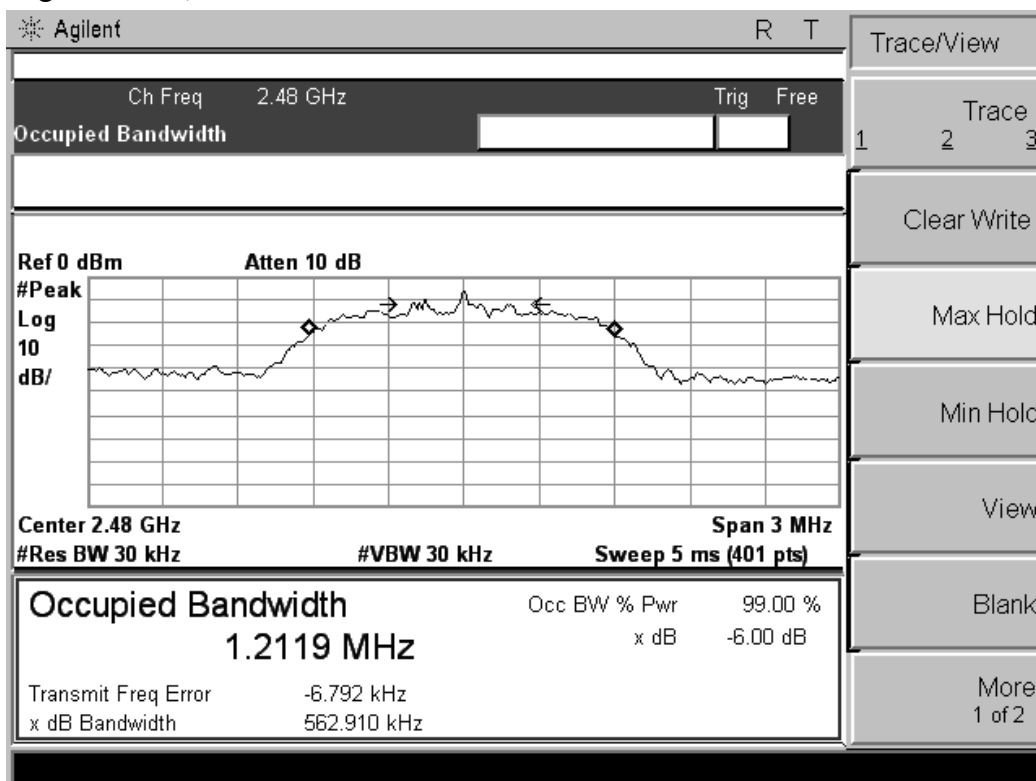 Agilent R T
Trace/View
Ch Freq 2.48 GHz Trig Free
Occupied Bandwidth
Trace
1 2 3
Clear Write
Ref 0 dBm Atten 10 dB
#Peak
Log
10
dB/
Max Hold
Min Hold
Center 2.48 GHz Span 3 MHz
#Res BW 30 kHz #VBW 30 kHz Sweep 5 ms (401 pts)
View
Occupied Bandwidth Occ BW % Pwr 99.00 %
1.2119 MHz x dB -6.00 dB
Blank
Transmit Freq Error -6.792 kHz
x dB Bandwidth 562.910 kHz
More
1 of 2